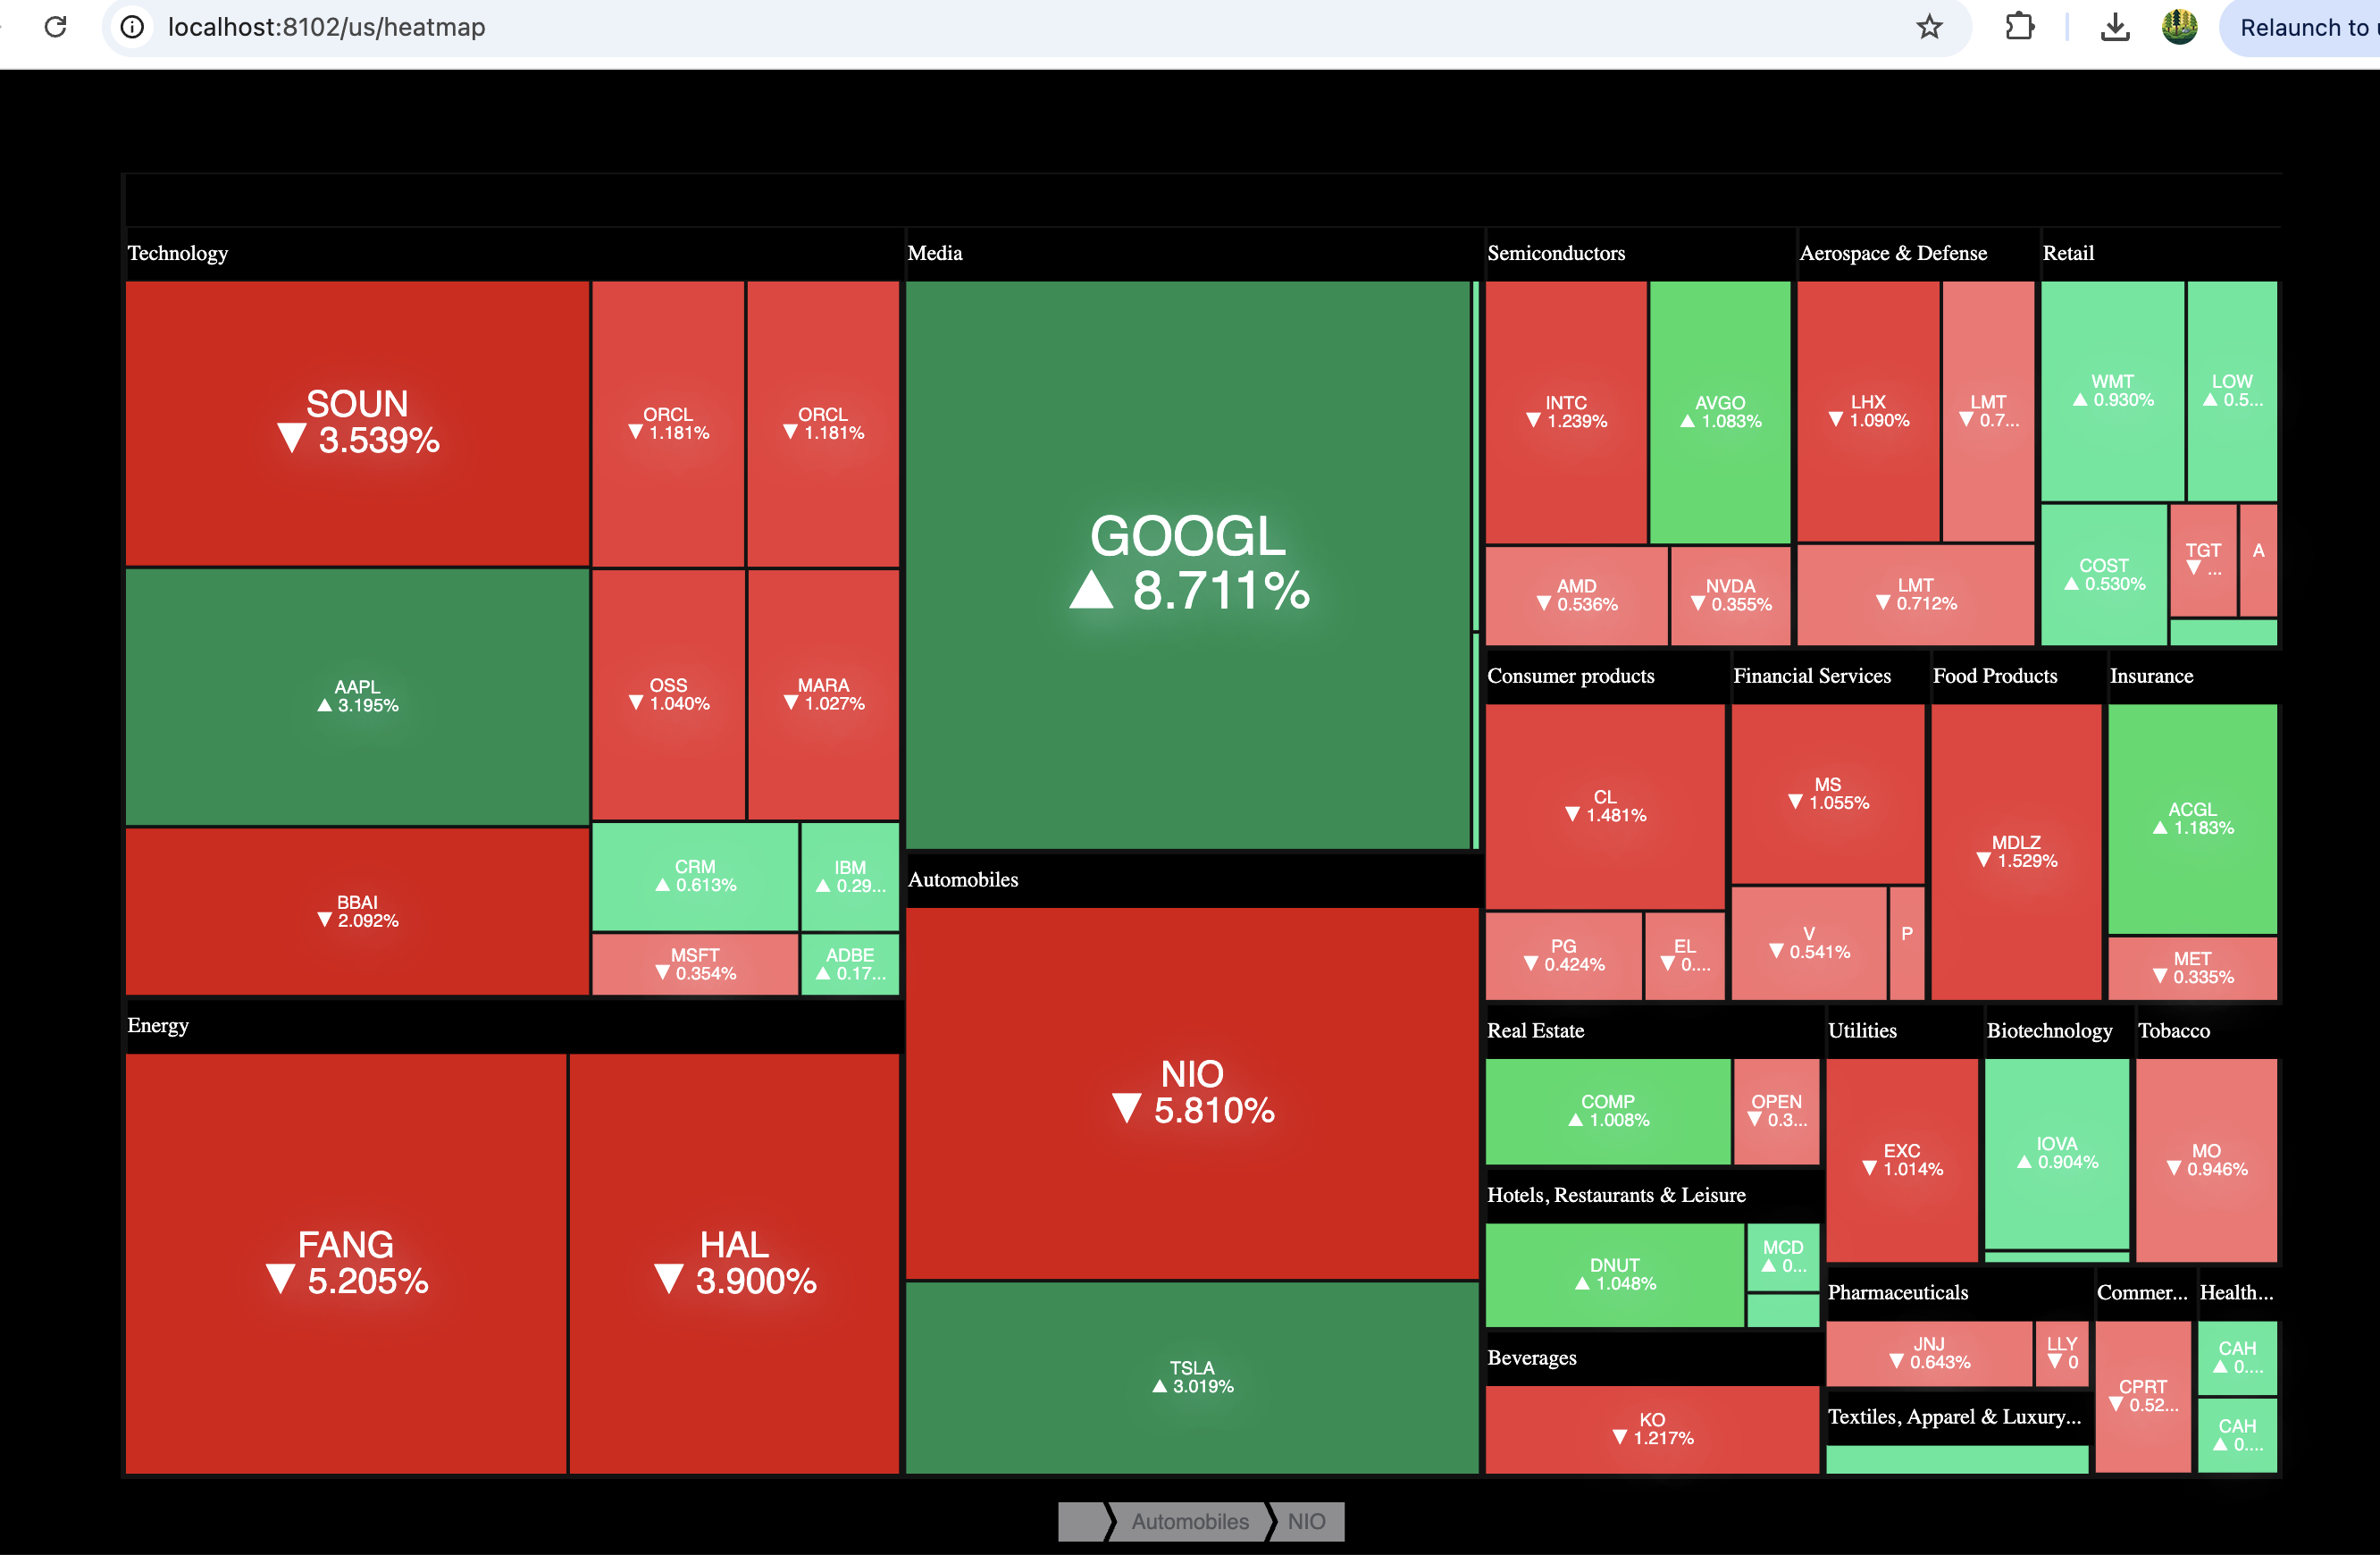 localhost:8102/us/heatmap
Relaunch to
Technology
SOUN
▼ 3.539%
ORCL
▼ 1.181%
ORCL
▼ 1.181%
AAPL
▲ 3.195%
OSS
▼ 1.040%
MARA
▼ 1.027%
BBAI
▼ 2.092%
CRM
▲ 0.613%
IBM
▲ 0.29...
MSFT
▼ 0.354%
ADBE
▲ 0.17...
Energy
FANG
▼ 5.205%
HAL
▼ 3.900%
Media
GOOGL
▲ 8.711%
Automobiles
NIO
▼ 5.810%
TSLA
▲ 3.019%
Semiconductors
INTC
▼ 1.239%
AVGO
▲ 1.083%
AMD
▼ 0.536%
NVDA
▼ 0.355%
Aerospace & Defense
LHX
▼ 1.090%
LMT
▼ 0.7...
LMT
▼ 0.712%
Retail
WMT
▲ 0.930%
LOW
▲ 0.5...
COST
▲ 0.530%
TGT
▼ ...
A
Consumer products
CL
▼ 1.481%
PG
▼ 0.424%
EL
▼ 0....
Financial Services
MS
▼ 1.055%
V
▼ 0.541%
P
Food Products
MDLZ
▼ 1.529%
Insurance
ACGL
▲ 1.183%
MET
▼ 0.335%
Real Estate
COMP
▲ 1.008%
OPEN
▼ 0.3...
Hotels, Restaurants & Leisure
DNUT
▲ 1.048%
MCD
▲ 0...
Beverages
KO
▼ 1.217%
Utilities
EXC
▼ 1.014%
Biotechnology
IOVA
▲ 0.904%
Tobacco
MO
▼ 0.946%
Pharmaceuticals
JNJ
▼ 0.643%
LLY
▼ 0
Textiles, Apparel & Luxury...
Commer...
CPRT
▼ 0.52...
Health...
CAH
▲ 0....
CAH
▲ 0....
Automobiles
NIO